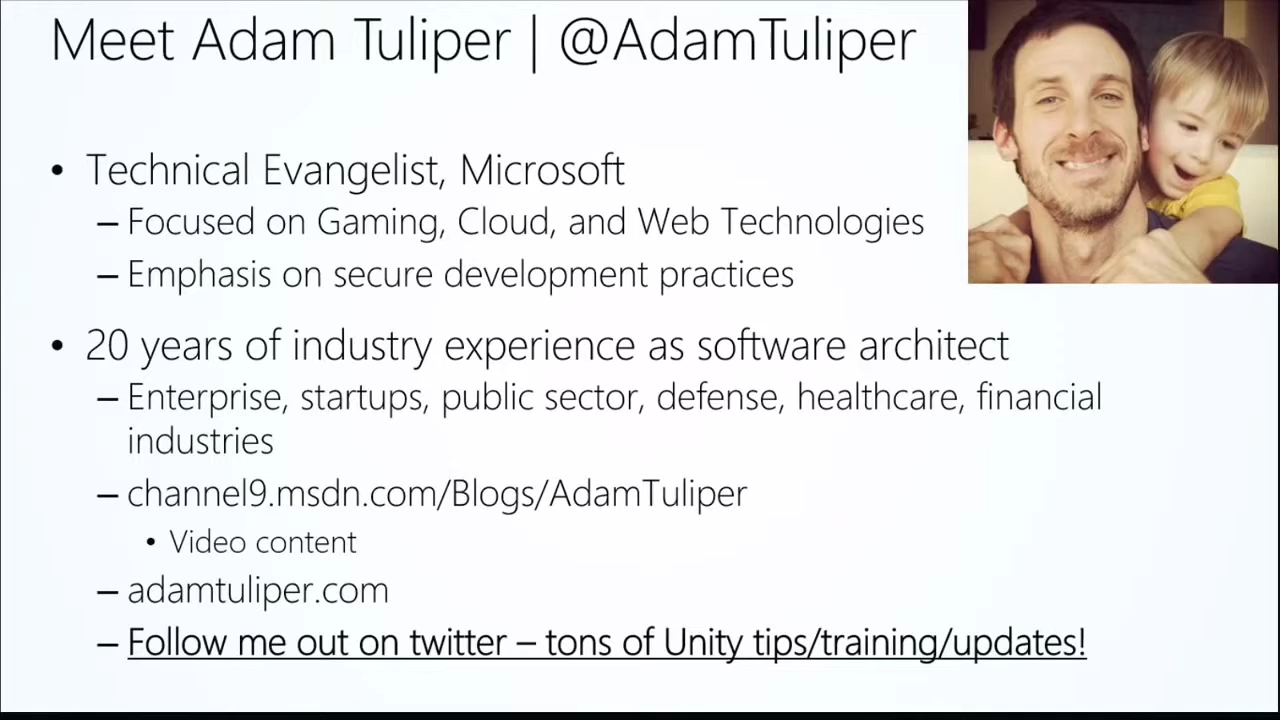 Meet Adam Tuliper | @AdamTuliper
• Technical Evangelist, Microsoft
– Focused on Gaming, Cloud, and Web Technologies
– Emphasis on secure development practices
• 20 years of industry experience as software architect
– Enterprise, startups, public sector, defense, healthcare, financial
industries
– channel9.msdn.com/Blogs/AdamTuliper
• Video content
– adamtuliper.com
– Follow me out on twitter – tons of Unity tips/training/updates!